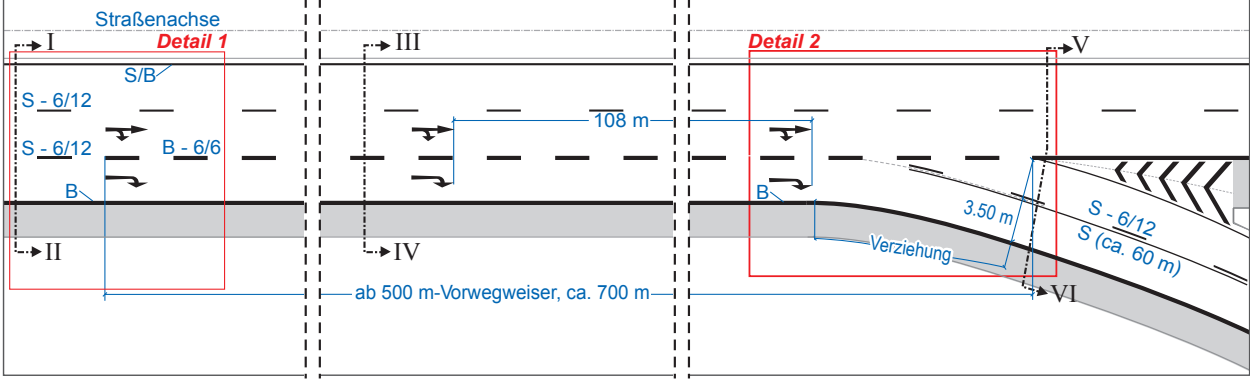 Straßenachse
I
Detail 1
III
Detail 2
V
S/B
S - 6/12
108 m
S - 6/12
B - 6/6
B
B
3.50 m
S - 6/12
S (ca. 60 m)
Verziehung
II
IV
ab 500 m-Vorwegweiser, ca. 700 m
VI